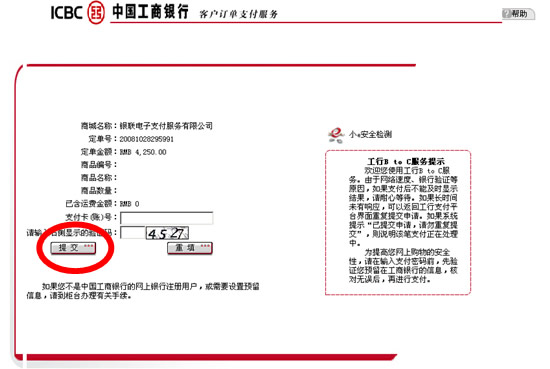 ICBC 中国工商银行 客户订单支付服务
?帮助
商城名称：银联电子支付服务有限公司
定单号：20081028295991
定单金额：RMB 4,250.00
商品编号：
商品名称：
商品数量：
已含运费金额：RMB 0
支付卡(账)号：
请输入右侧显示的验证码： 4527
提 交
重 填
如果您不是中国工商银行的网上银行注册用户，或需要设置预留
信息，请到柜台办理有关手续。
小e安全检测
工行B to C服务提示
欢迎您使用工行B to C服
务。由于网络速度、银行验证等
原因，如果支付后不能及时显示
结果，请耐心等待。如果长时间
未有响应，可以返回工行支付平
台界面重复提交申请。如果系统
提示“已提交申请，请勿重复提
交”，则说明该笔支付正在处理
中。
为提高您网上购物的安全
性，请在输入支付密码前，先验
证您预留在工商银行的信息，核
对无误后，再进行支付。